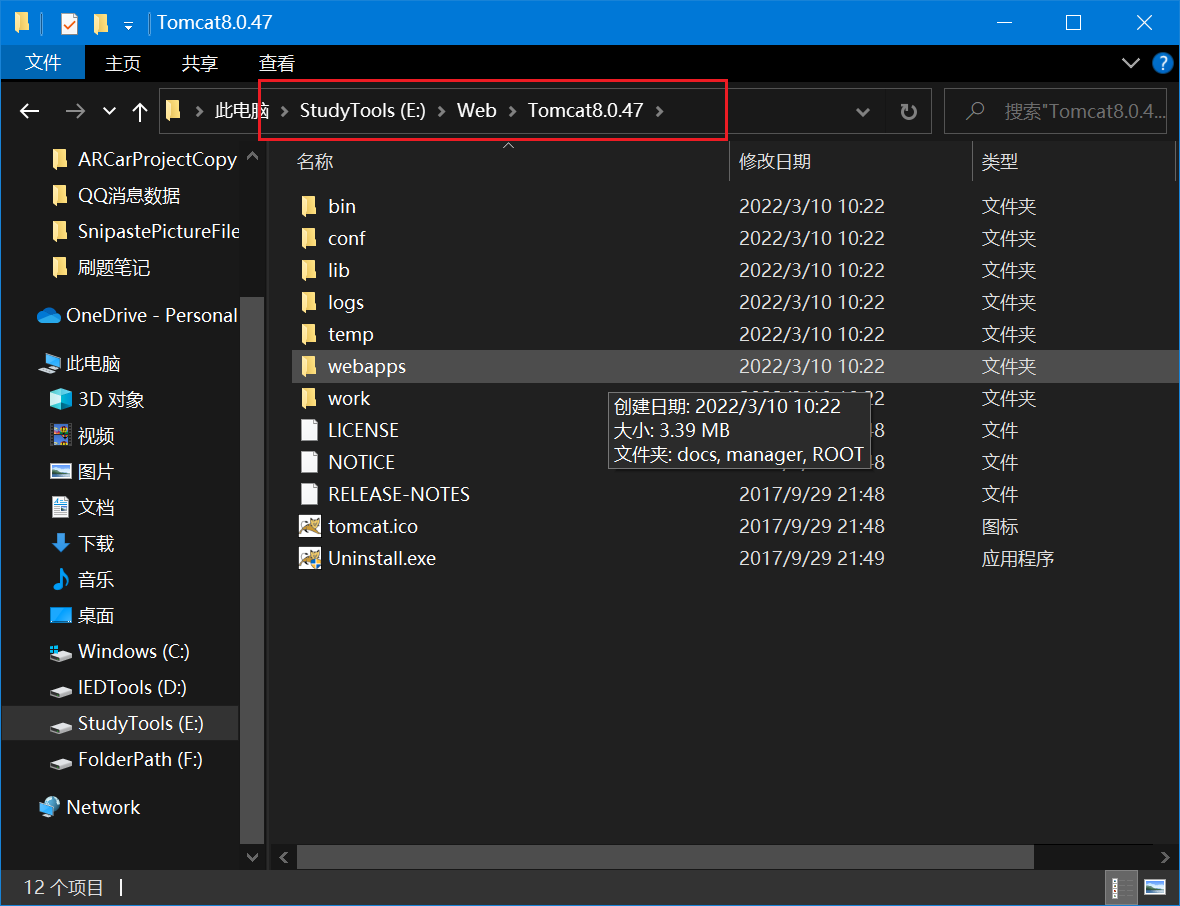 Tomcat8.0.47
文件 主页 共享 查看
此电脑 StudyTools (E:) Web Tomcat8.0.47 搜索"Tomcat8.0.4...
ARCarProjectCopy
QQ消息数据
SnipastePictureFile
刷题笔记
OneDrive - Personal
此电脑
3D 对象
视频
图片
文档
下载
音乐
桌面
Windows (C:)
IEDTools (D:)
StudyTools (E:)
FolderPath (F:)
Network
名称 修改日期 类型
bin 2022/3/10 10:22 文件夹
conf 2022/3/10 10:22 文件夹
lib 2022/3/10 10:22 文件夹
logs 2022/3/10 10:22 文件夹
temp 2022/3/10 10:22 文件夹
webapps 2022/3/10 10:22 文件夹
work 文件夹
LICENSE 文件
NOTICE 文件
RELEASE-NOTES 2017/9/29 21:48 文件
tomcat.ico 2017/9/29 21:48 图标
Uninstall.exe 2017/9/29 21:49 应用程序
创建日期: 2022/3/10 10:22
大小: 3.39 MB
文件夹: docs, manager, ROOT
12 个项目